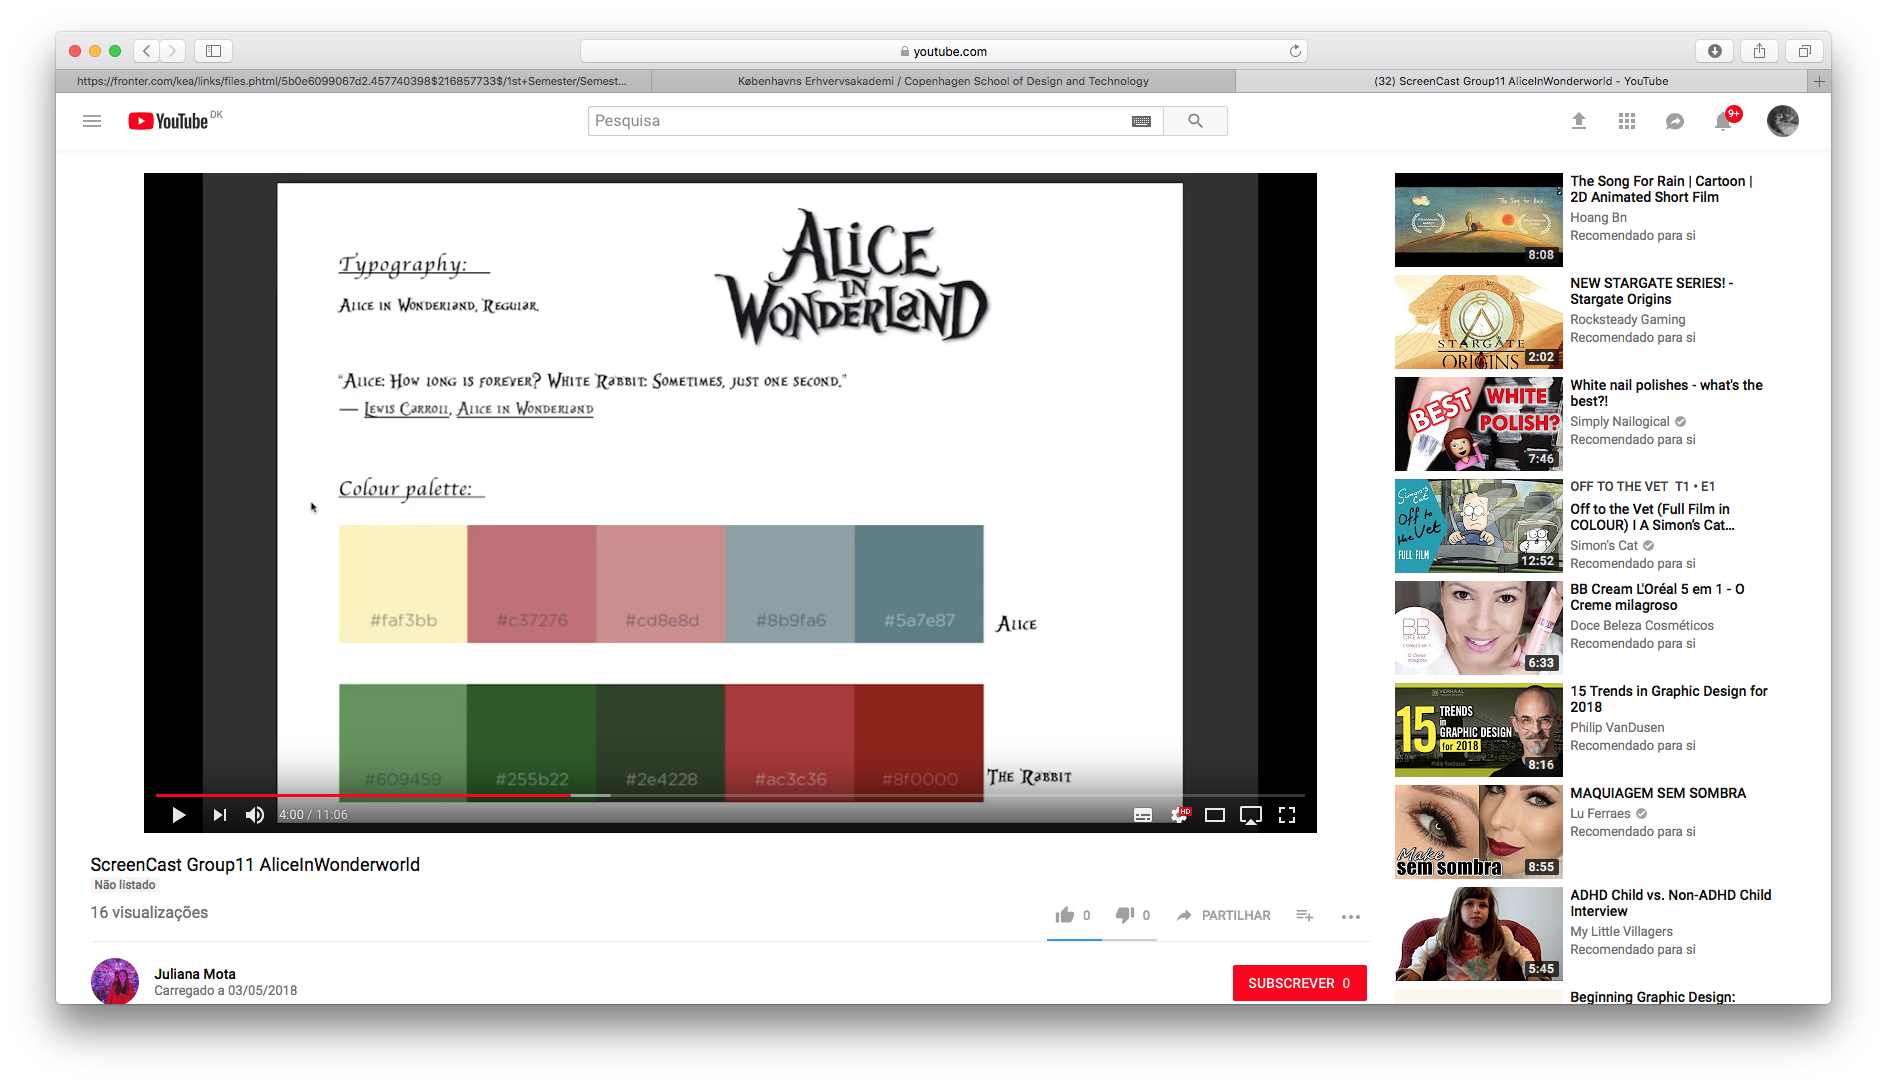 youtube.com
https://fronter.com/kea/links/files.phtml/5b0e6099067d2.457740398$216857733$/1st+Semester/Semest...
Københavns Erhvervsakademi / Copenhagen School of Design and Technology
(32) ScreenCast Group11 AliceInWonderworld - YouTube
YouTube DK
Pesquisa
9+
Typography:
Alice in Wonderland, Regular.
ALICE
IN
WONDERLAND
"Alice: How long is forever? White Rabbit: Sometimes, just one second."
— Lewis Carroll, Alice in Wonderland
Colour palette:
#faf3bb #c37276 #cd8e8d #8b9fa6 #5a7e87 Alice
#609459 #255b22 #2e4228 #ac3c36 #8f0000 The Rabbit
4:00 / 11:06
HD
ScreenCast Group11 AliceInWonderworld
Não listado
16 visualizações
0 0 PARTILHAR
Juliana Mota
Carregado a 03/05/2018
SUBSCREVER 0
The Song For Rain
8:08
The Song For Rain | Cartoon |
2D Animated Short Film
Hoang Bn
Recomendado para si
STARGATE
ORIGINS
2:02
NEW STARGATE SERIES! -
Stargate Origins
Rocksteady Gaming
Recomendado para si
BEST WHITE
POLISH?
7:46
White nail polishes - what's the
best?!
Simply Nailogical
Recomendado para si
Simon's
Cat
Off to
the Vet
FULL FILM
12:52
OFF TO THE VET T1 • E1
Off to the Vet (Full Film in
COLOUR) I A Simon's Cat...
Simon's Cat
Recomendado para si
BB
CREAM
6:33
BB Cream L'Oréal 5 em 1 - O
Creme milagroso
Doce Beleza Cosméticos
Recomendado para si
VERHAAL
15 TRENDS
in
GRAPHIC DESIGN
for 2018
Philip VanDusen
8:16
15 Trends in Graphic Design for
2018
Philip VanDusen
Recomendado para si
Make
sem sombra
8:55
MAQUIAGEM SEM SOMBRA
Lu Ferraes
Recomendado para si
5:45
ADHD Child vs. Non-ADHD Child
Interview
My Little Villagers
Recomendado para si
Beginning Graphic Design: